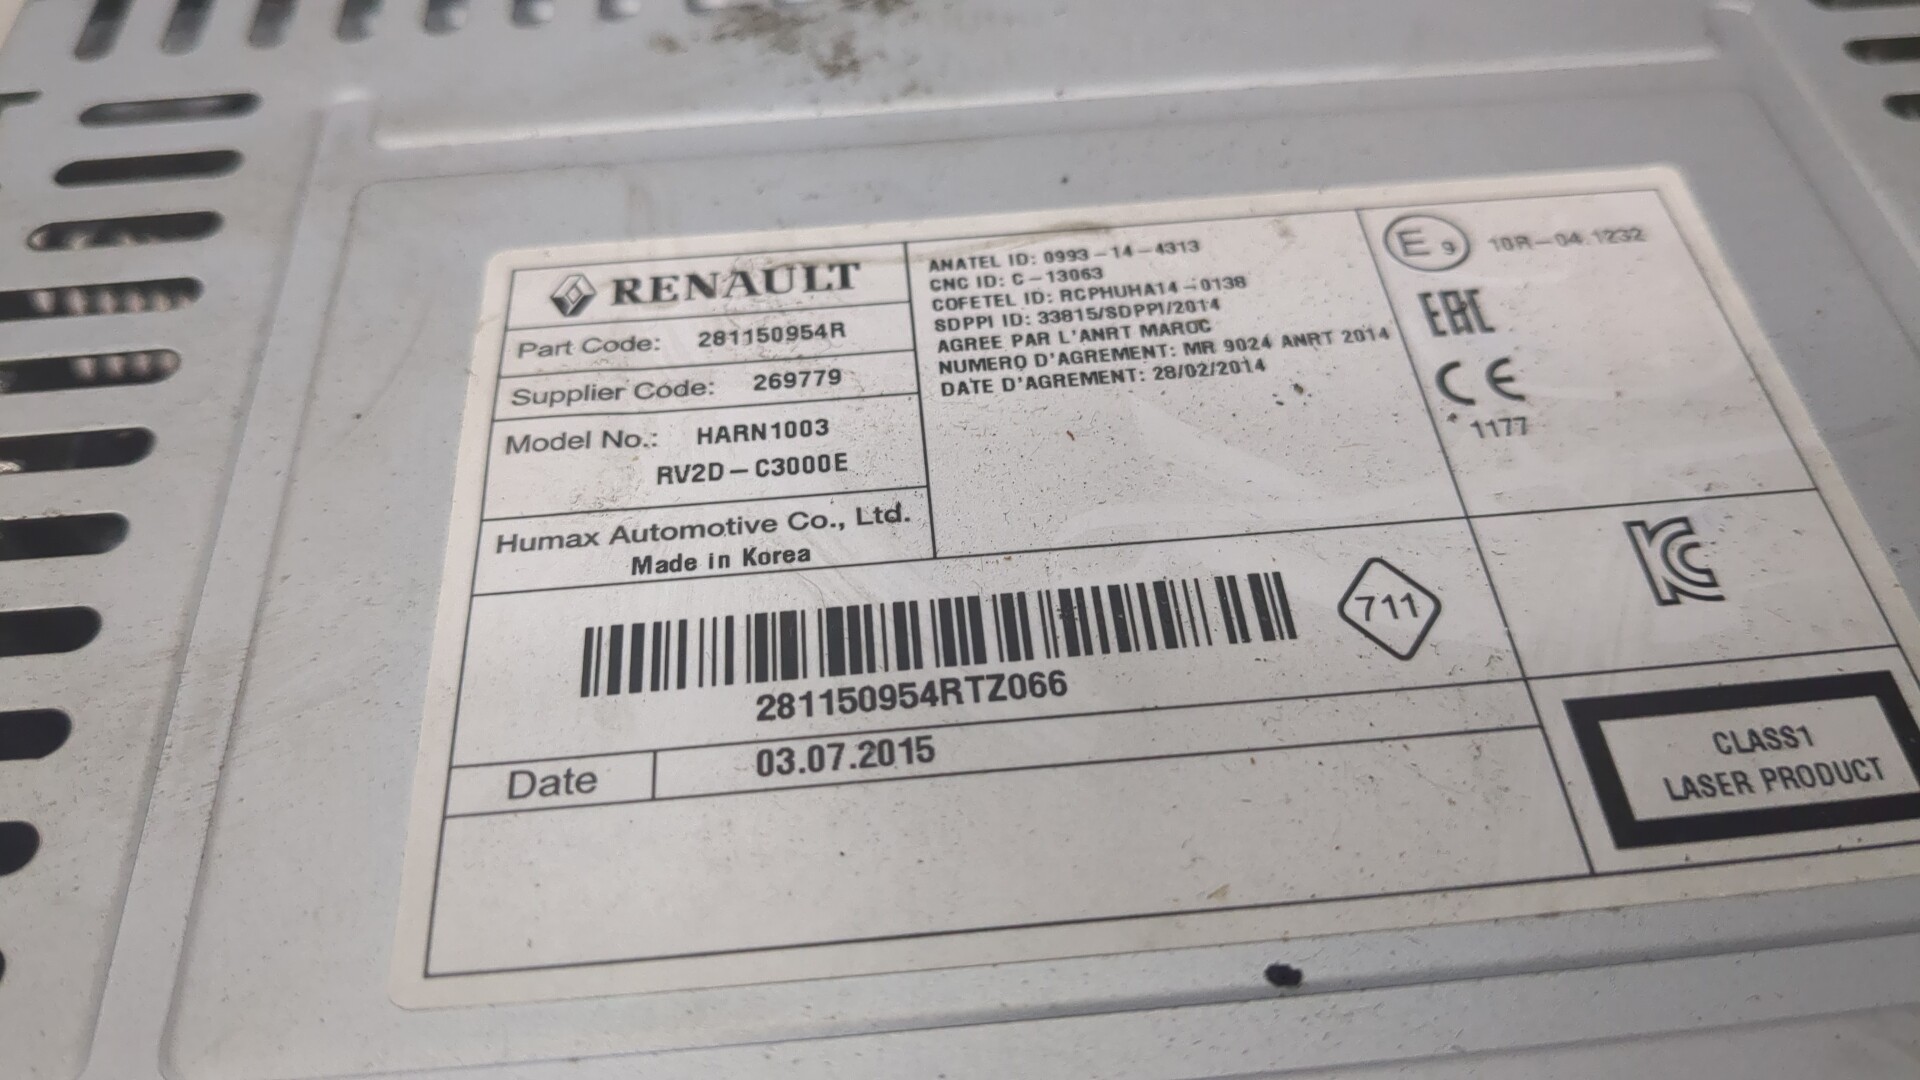 RENAULT
Part Code: 281150954R
Supplier Code: 269779
Model No.: HARN1003
RV2D-C3000E
Humax Automotive Co., Ltd.
Made in Korea
ANATEL ID: 0993-14-4313
CNC ID: C-13063
COFETEL ID: RCPHUHA14-0138
SDPPI ID: 33815/SDPPI/2014
AGREE PAR L'ANRT MAROC
NUMERO D'AGREMENT: MR 9024 ANRT 2014
DATE D'AGREMENT: 28/02/2014
E9 10R-04.1232
EAC
CE
1177
281150954RTZ066
711
KC
Date 03.07.2015
CLASS1
LASER PRODUCT